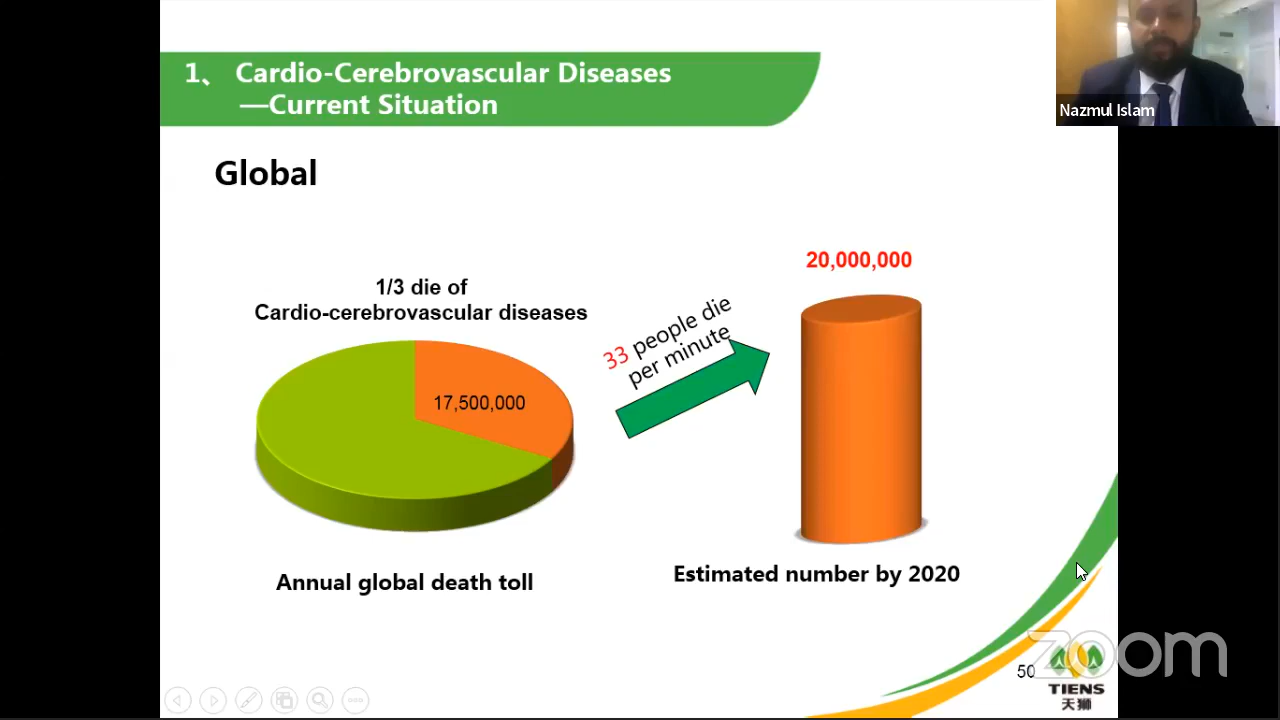 1、 Cardio-Cerebrovascular Diseases
—Current Situation
Nazmul Islam
Global
20,000,000
1/3 die of
Cardio-cerebrovascular diseases
33 people die
per minute
17,500,000
Annual global death toll
Estimated number by 2020
zoom
50
TIENS
天狮